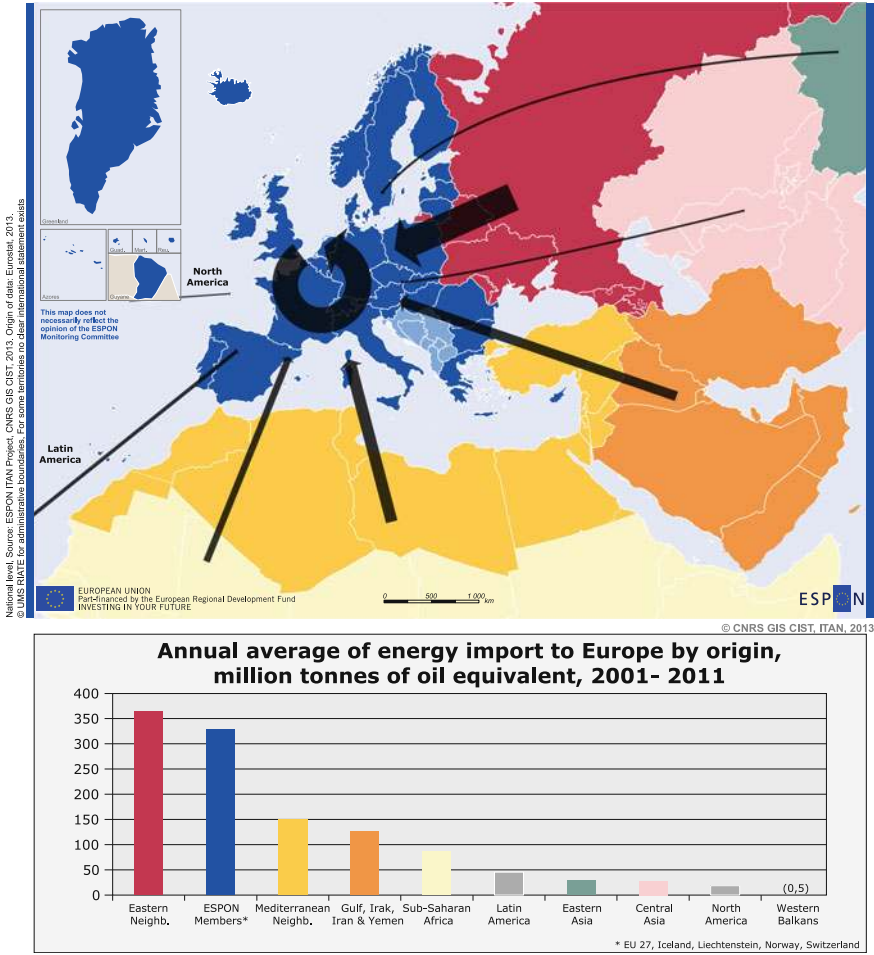 Greenland
Azores
Guad.
Mart.
Reu.
Guyane
North
America
This map does not
necessarily reflect the
opinion of the ESPON
Monitoring Committee
Latin
America
National level, Source: ESPON ITAN Project, CNRS GIS CIST, 2013. Origin of data: Eurostat, 2013.
© UMS RIATE for administrative boundaries. For some territories no clear international statement exists
EUROPEAN UNION
Part-financed by the European Regional Development Fund
INVESTING IN YOUR FUTURE
0 500 1 000
km
ESPON
© CNRS GIS CIST, ITAN, 2013
Annual average of energy import to Europe by origin,
million tonnes of oil equivalent, 2001- 2011
400
350
300
250
200
150
100
50
0
(0,5)
Eastern
Neighb.
ESPON
Members*
Mediterranean
Neighb.
Gulf, Irak,
Iran & Yemen
Sub-Saharan
Africa
Latin
America
Eastern
Asia
Central
Asia
North
America
Western
Balkans
* EU 27, Iceland, Liechtenstein, Norway, Switzerland